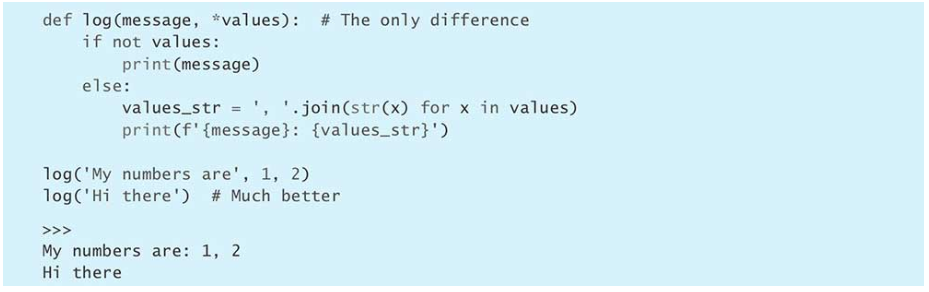 def log(message, *values):  # The only difference
    if not values:
        print(message)
    else:
        values_str = ', '.join(str(x) for x in values)
        print(f'{message}: {values_str}')
log('My numbers are', 1, 2)
log('Hi there')  # Much better
>>>
My numbers are: 1, 2
Hi there